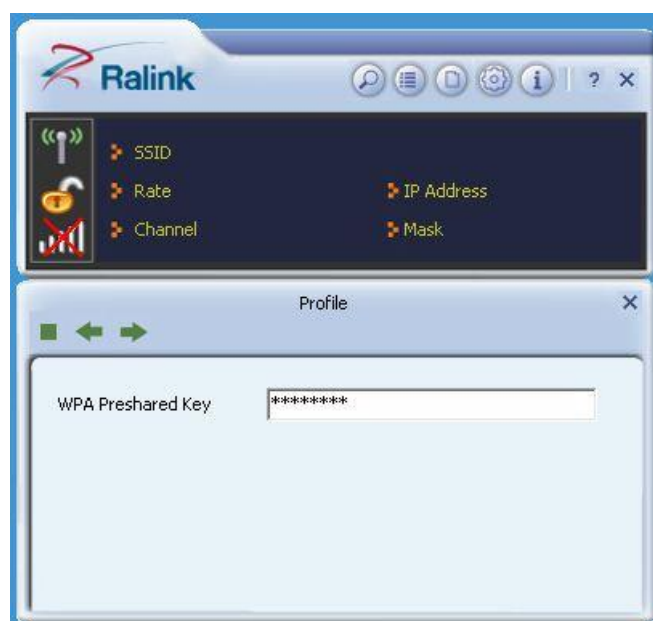 Ralink
? ×
SSID
Rate IP Address
Channel Mask
Profile ×
WPA Preshared Key ********